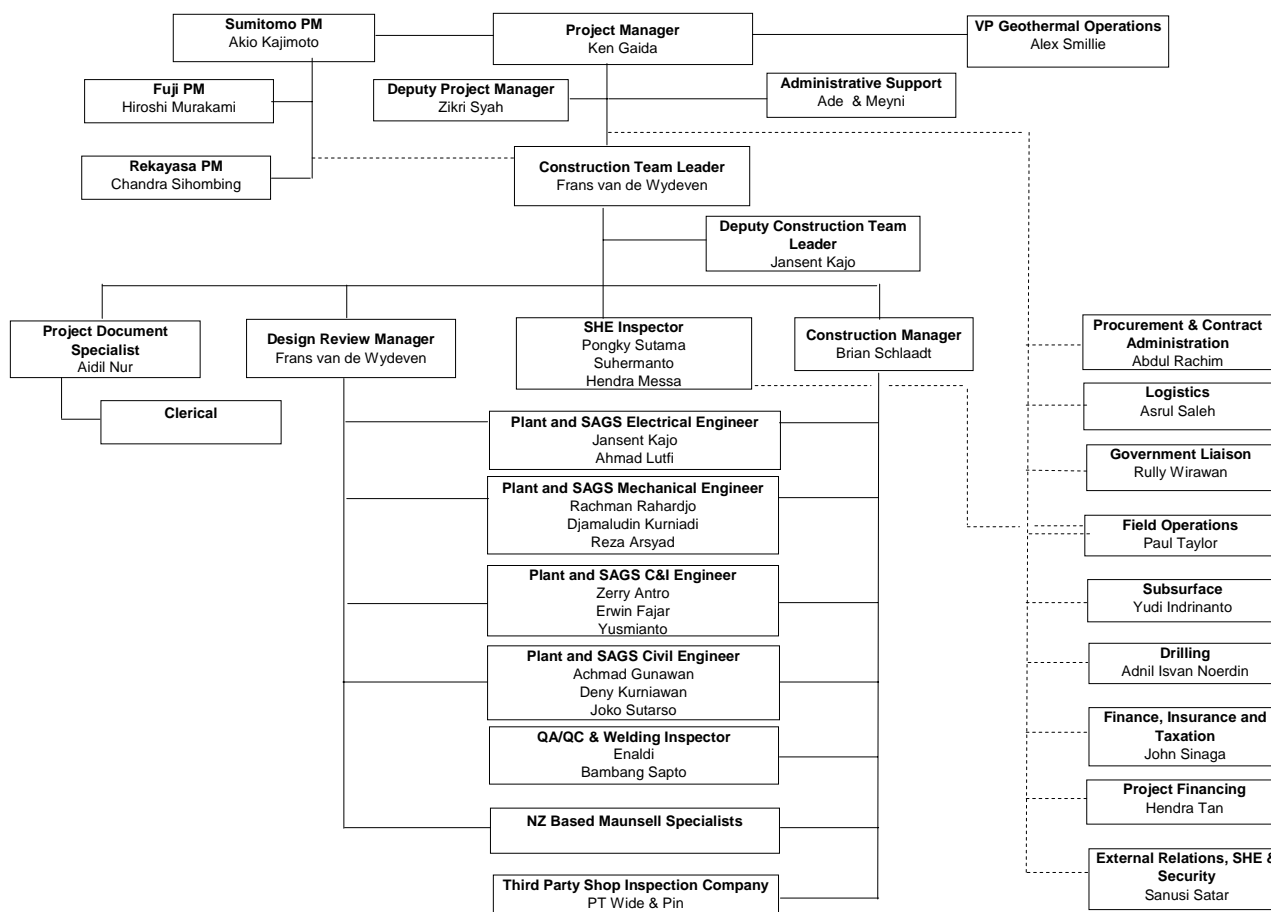 Sumitomo PM
Akio Kajimoto
Project Manager
Ken Gaida
VP Geothermal Operations
Alex Smillie
Fuji PM
Hiroshi Murakami
Deputy Project Manager
Zikri Syah
Administrative Support
Ade & Meyni
Rekayasa PM
Chandra Sihombing
Construction Team Leader
Frans van de Wydeven
Deputy Construction Team
Leader
Jansent Kajo
Project Document
Specialist
Aidil Nur
Design Review Manager
Frans van de Wydeven
SHE Inspector
Pongky Sutama
Suhermanto
Hendra Messa
Construction Manager
Brian Schlaadt
Clerical
Plant and SAGS Electrical Engineer
Jansent Kajo
Ahmad Lutfi
Plant and SAGS Mechanical Engineer
Rachman Rahardjo
Djamaludin Kurniadi
Reza Arsyad
Plant and SAGS C&I Engineer
Zerry Antro
Erwin Fajar
Yusmianto
Plant and SAGS Civil Engineer
Achmad Gunawan
Deny Kurniawan
Joko Sutarso
QA/QC & Welding Inspector
Enaldi
Bambang Sapto
NZ Based Maunsell Specialists
Third Party Shop Inspection Company
PT Wide & Pin
Procurement & Contract
Administration
Abdul Rachim
Logistics
Asrul Saleh
Government Liaison
Rully Wirawan
Field Operations
Paul Taylor
Subsurface
Yudi Indrinanto
Drilling
Adnil Isvan Noerdin
Finance, Insurance and
Taxation
John Sinaga
Project Financing
Hendra Tan
External Relations, SHE &
Security
Sanusi Satar